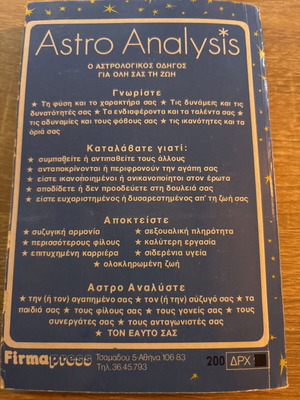 Astro Analysis
Ο ΑΣΤΡΟΛΟΓΙΚΟΣ ΟΔΗΓΟΣ
ΓΙΑ ΟΛΗ ΣΑΣ ΤΗ ΖΩΗ
Γνωρίστε
★ Τη φύση και το χαρακτήρα σας ★ Τις δυνάμεις και τις
δυνατότητές σας ★ Τα ενδιαφέροντα και τα ταλέντα σας ★
τις αδυναμίες και τους φόβους σας ★ τις ικανότητες και τα
όριά σας
Καταλάβατε γιατί:
★ συμπαθείτε ή αντιπαθείτε τους άλλους
★ ανταποκρίνονται ή περιφρονούν την αγάπη σας
★ είστε ικανοποιημένοι ή ανικανοποίητοι στον έρωτα
★ αποδίδετε ή δεν προοδεύετε στη δουλειά σας
★ είστε ευχαριστημένος ή δυσαρεστημένος απ' τη ζωή σας
Αποκτείστε
★ συζυγική αρμονία ★ σεξουαλική πληρότητα
★ περισσότερους φίλους ★ καλύτερη εργασία
★ επιτυχημένη καρριέρα ★ σιδερένια υγεία
★ ολοκληρωμένη ζωή
Αστρο Αναλύστε
★ την (ή τον) αγαπημένο σας ★ τον (ή την) σύζυγό σας ★ τα
παιδιά σας ★ τους φίλους σας ★ τους γονείς σας ★ τους
συνεργάτες σας ★ τους ανταγωνιστές σας
★ ΤΟΝ ΕΑΥΤΟ ΣΑΣ
Firmapress Τσαμαδού 5-Αθήνα 106 83
Τηλ. 36.45.793
200 ΔΡΧ